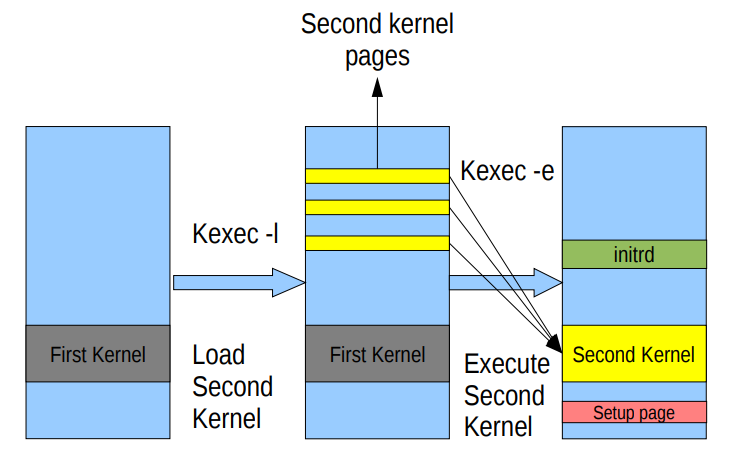 Second kernel
pages
Kexec -e
Kexec -l
initrd
First Kernel
Load
Second
Kernel
First Kernel
Execute
Second
Kernel
Second Kernel
Setup page